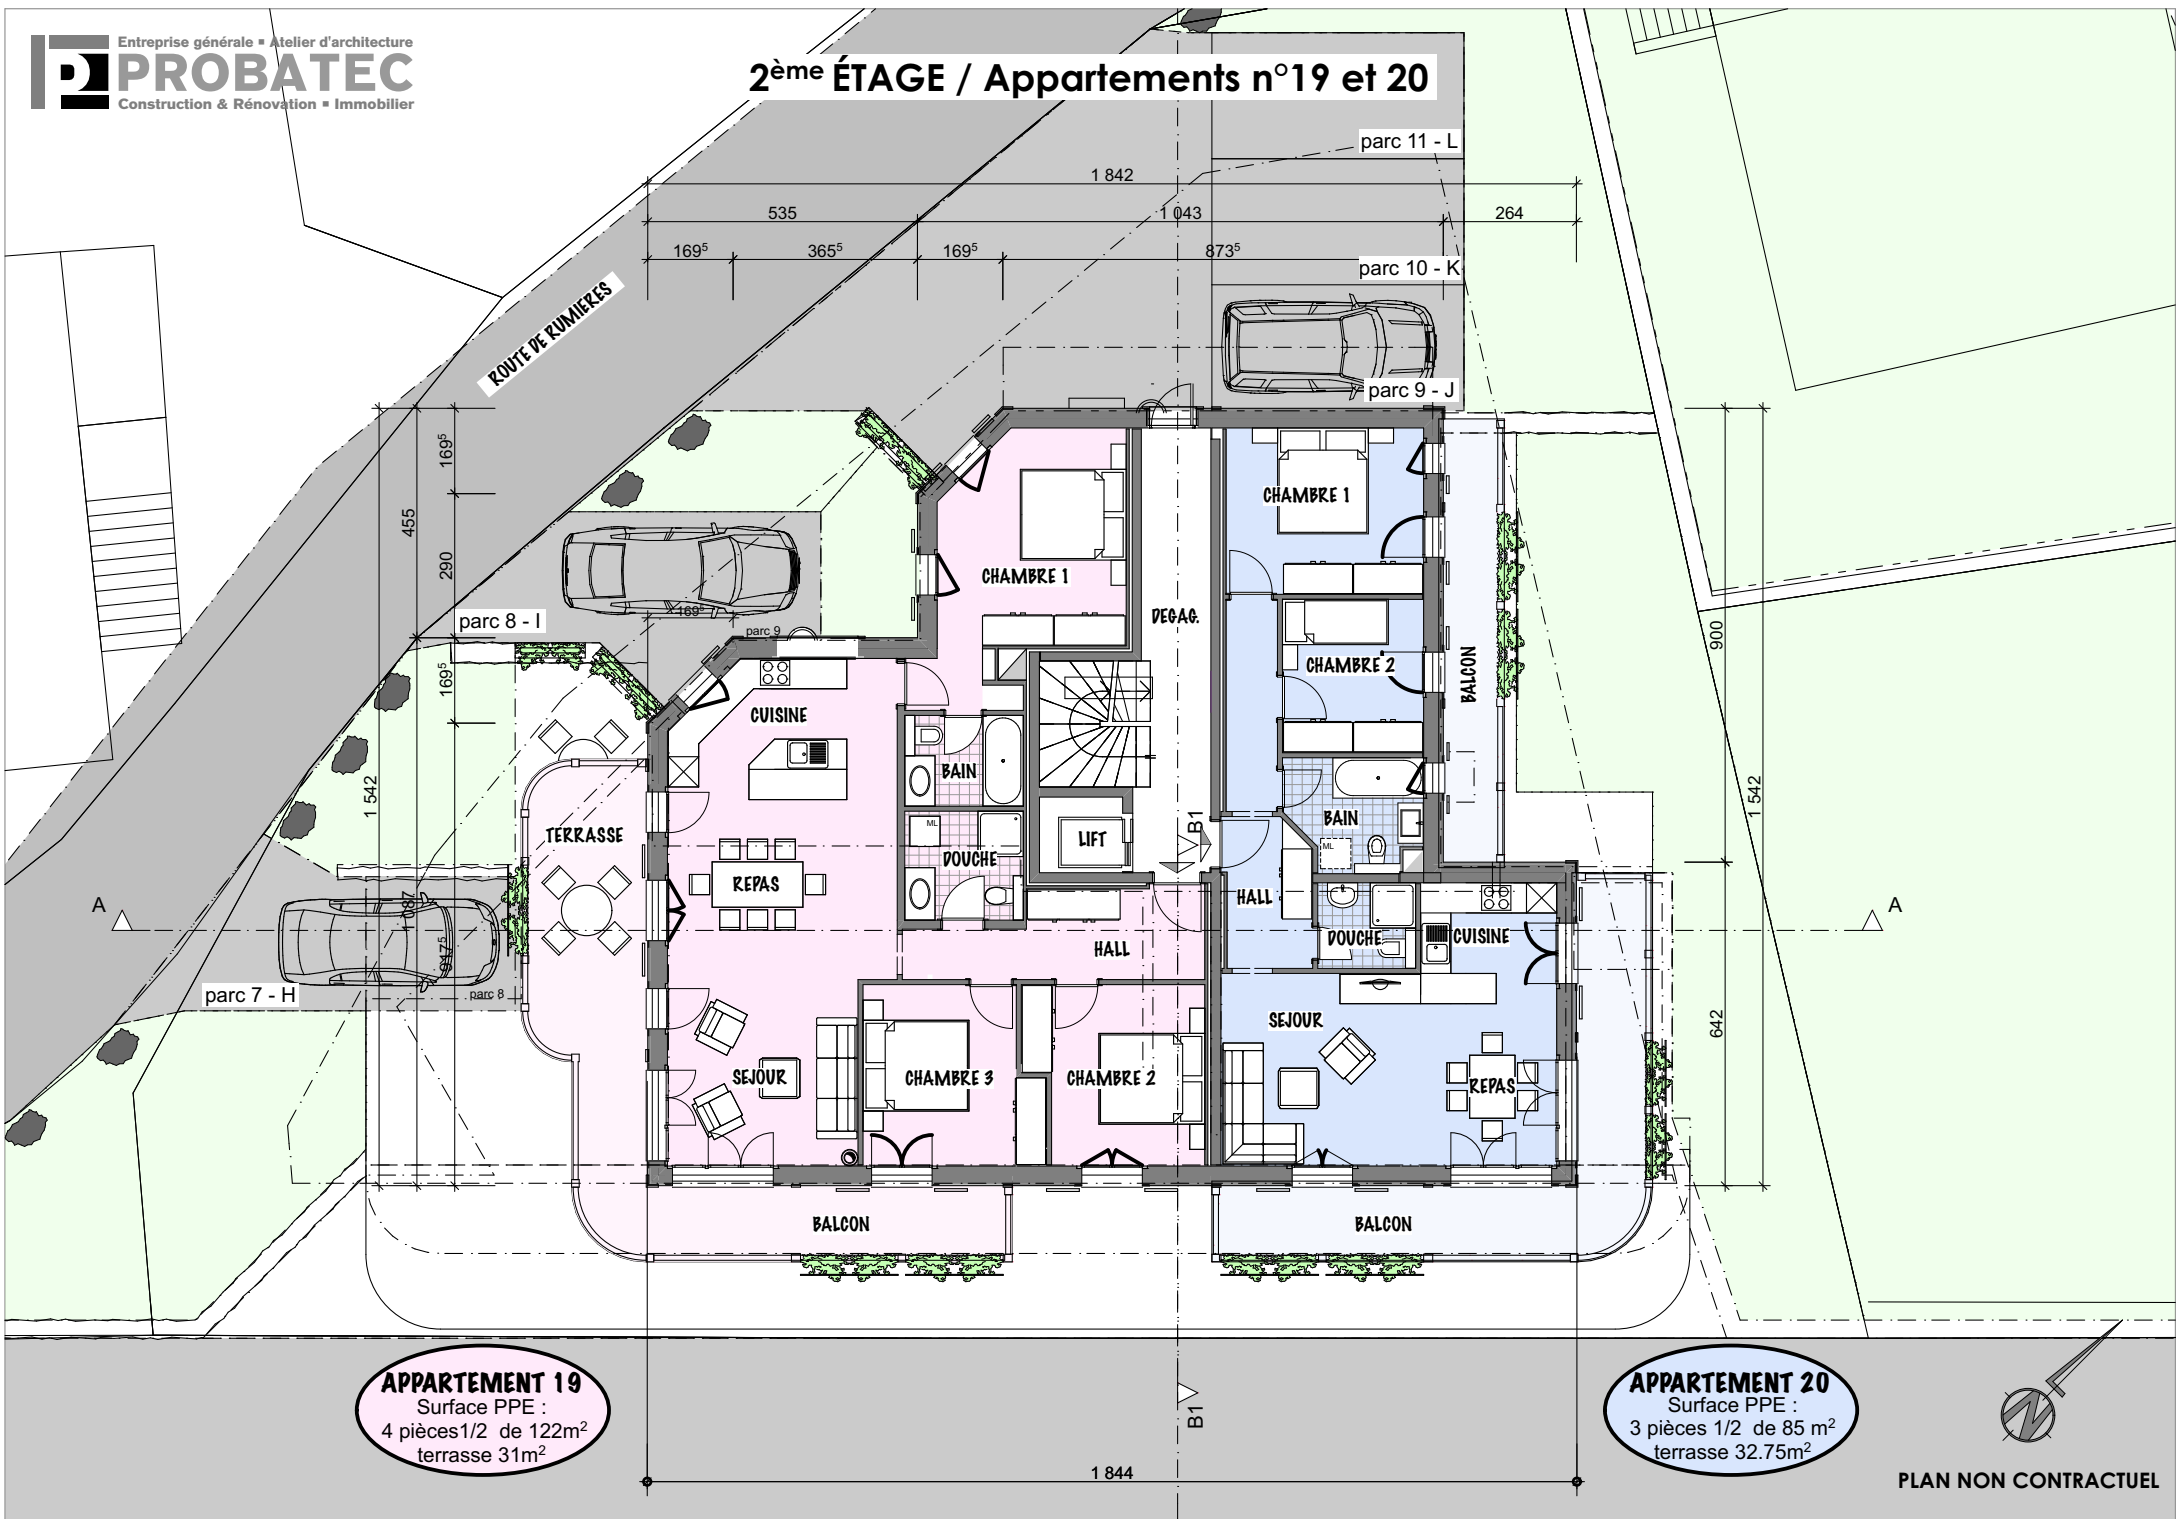 Entreprise générale ▪ Atelier d'architecture
PROBATEC
Construction & Rénovation ▪ Immobilier
2ème ÉTAGE / Appartements n°19 et 20
parc 11 - L
1 842
535
1 043
264
169⁵
365⁵
169⁵
873⁵
parc 10 - K
ROUTE DE RUMIERES
parc 9 - J
169⁵
455
290
CHAMBRE 1
CHAMBRE 1
DEGAG.
parc 8 - I
169⁵
parc 9
169⁵
CHAMBRE 2
BALCON
900
CUISINE
BAIN
1 542
1 542
TERRASSE
ML
DOUCHE
LIFT
B1
BAIN
ML
REPAS
HALL
A
1 087
917⁵
A
HALL
DOUCHE
CUISINE
parc 7 - H
parc 8
SEJOUR
642
SEJOUR
CHAMBRE 3
CHAMBRE 2
REPAS
BALCON
BALCON
APPARTEMENT 19
Surface PPE :
4 pièces1/2 de 122m²
terrasse 31m²
B1
1 844
APPARTEMENT 20
Surface PPE :
3 pièces 1/2 de 85 m²
terrasse 32.75m²
N
PLAN NON CONTRACTUEL